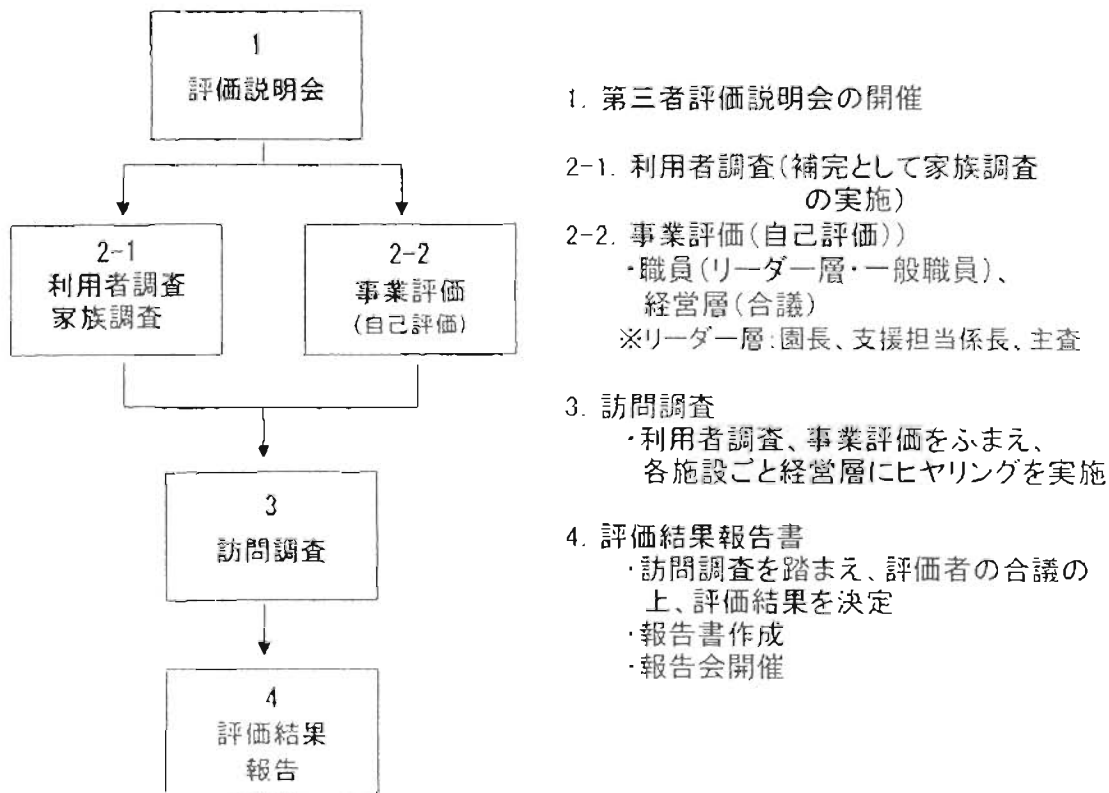 1
評価説明会
2-1
利用者調査
家族調査
2-2
事業評価
(自己評価)
3
訪問調査
4
評価結果
報告
1. 第三者評価説明会の開催
2-1. 利用者調査(補完として家族調査
の実施)
2-2. 事業評価(自己評価))
・職員(リーダー層・一般職員)、
経営層(合議)
※リーダー層:園長、支援担当係長、主査
3. 訪問調査
・利用者調査、事業評価をふまえ、
各施設ごと経営層にヒヤリングを実施
4. 評価結果報告書
・訪問調査を踏まえ、評価者の合議の
上、評価結果を決定
・報告書作成
・報告会開催